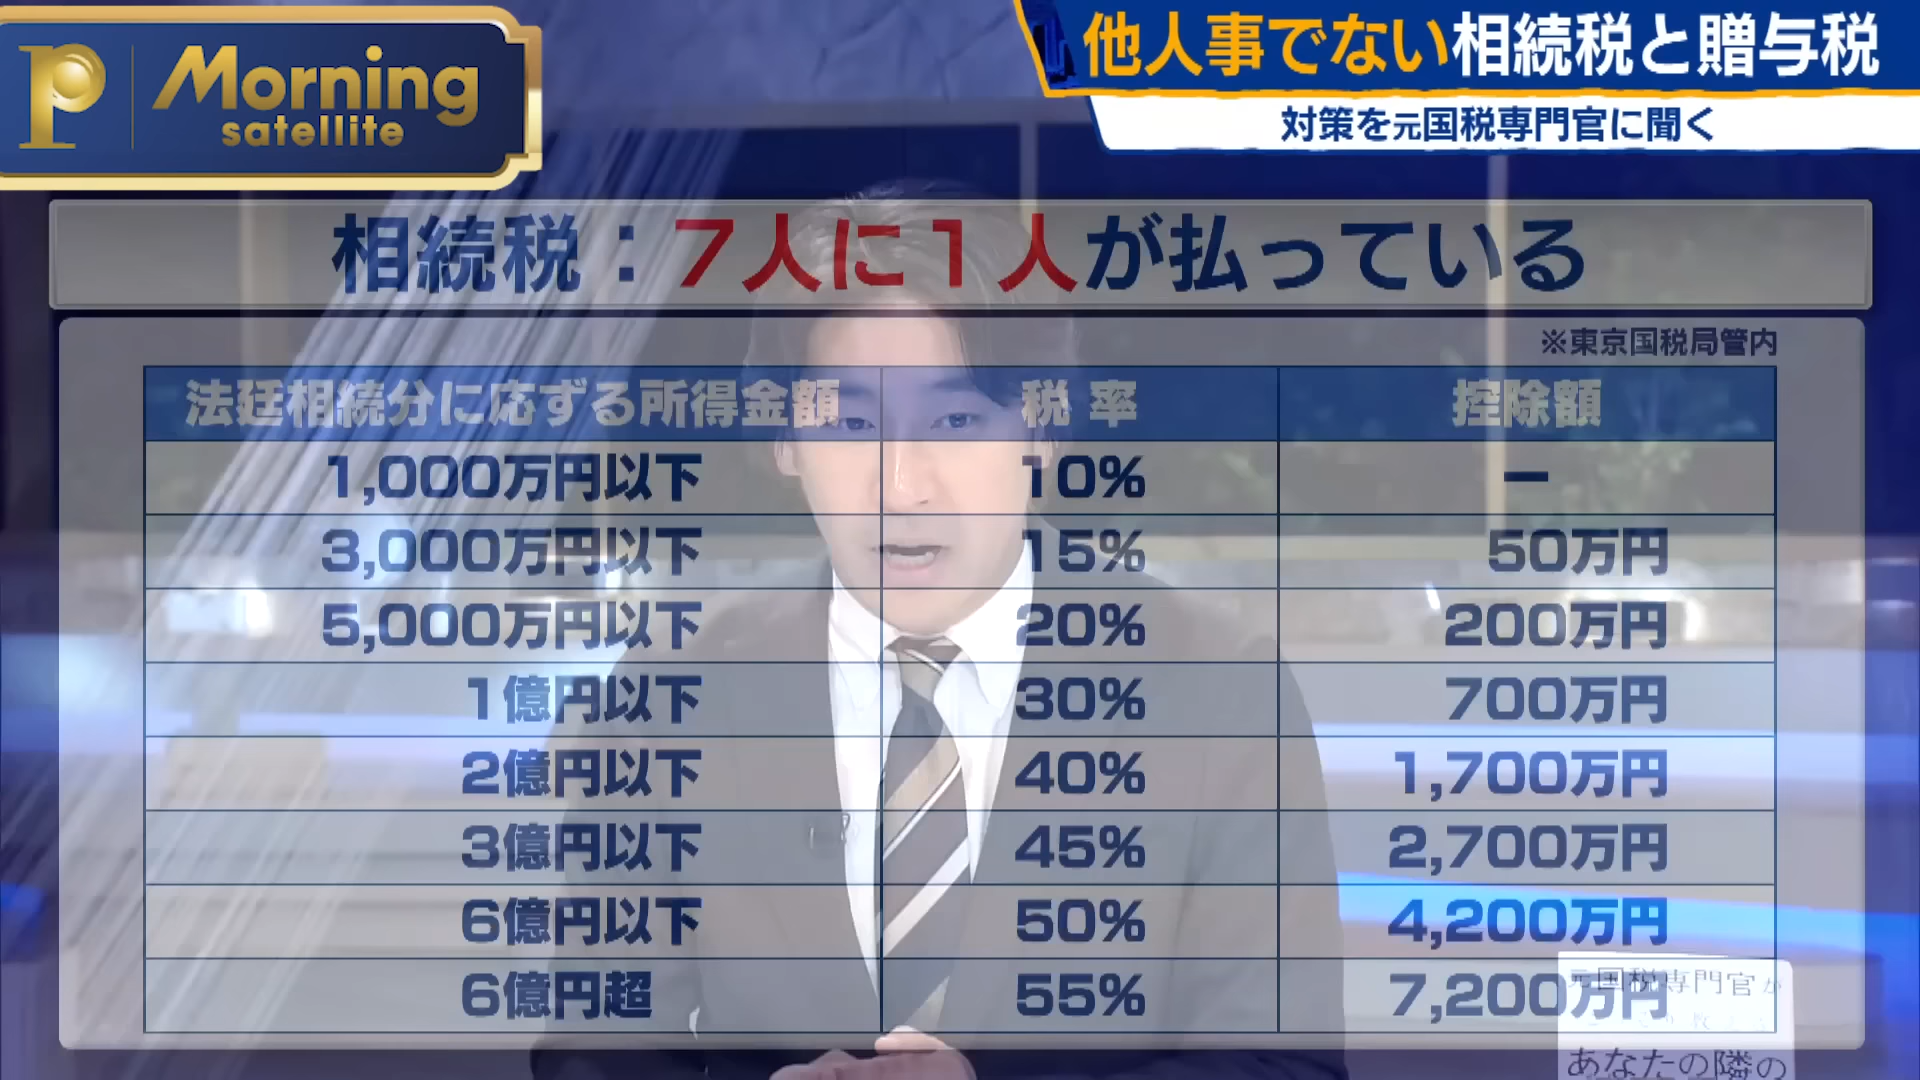 P Morning
satellite
他人事でない相続税と贈与税
対策を元国税専門官に聞く
相続税：7人に1人が払っている
※東京国税局管内
法廷相続分に応ずる所得金額 税率 控除額
1,000万円以下 10% ー
3,000万円以下 15% 50万円
5,000万円以下 20% 200万円
1億円以下 30% 700万円
2億円以下 40% 1,700万円
3億円以下 45% 2,700万円
6億円以下 50% 4,200万円
6億円超 55% 7,200万円
元国税専門官が
あなたの隣の